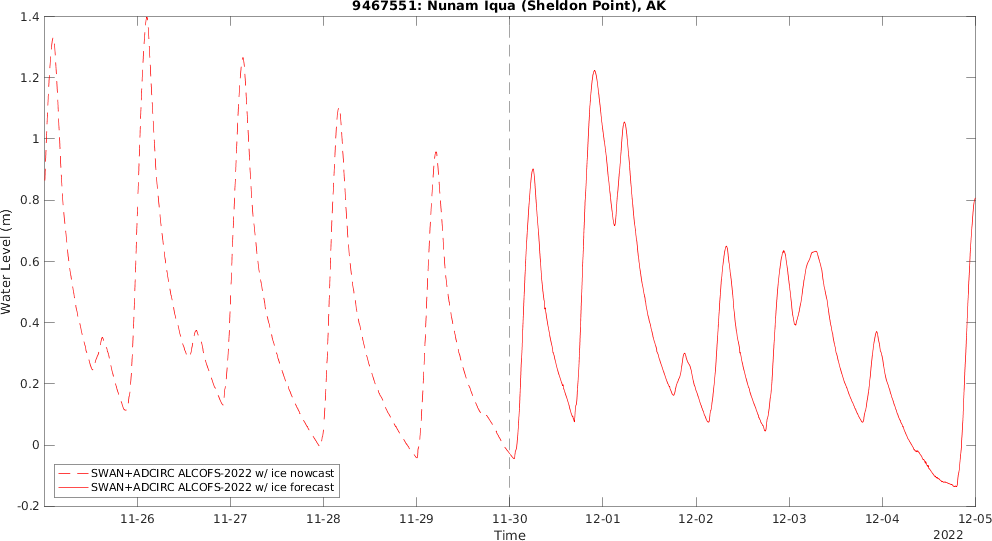 9467551: Nunam Iqua (Sheldon Point), AK
1.4
1.2
1
0.8
0.6
0.4
0.2
0
-0.2
Water Level (m)
SWAN+ADCIRC ALCOFS-2022 w/ ice nowcast
SWAN+ADCIRC ALCOFS-2022 w/ ice forecast
11-26 11-27 11-28 11-29 11-30 12-01 12-02 12-03 12-04 12-05
Time
2022